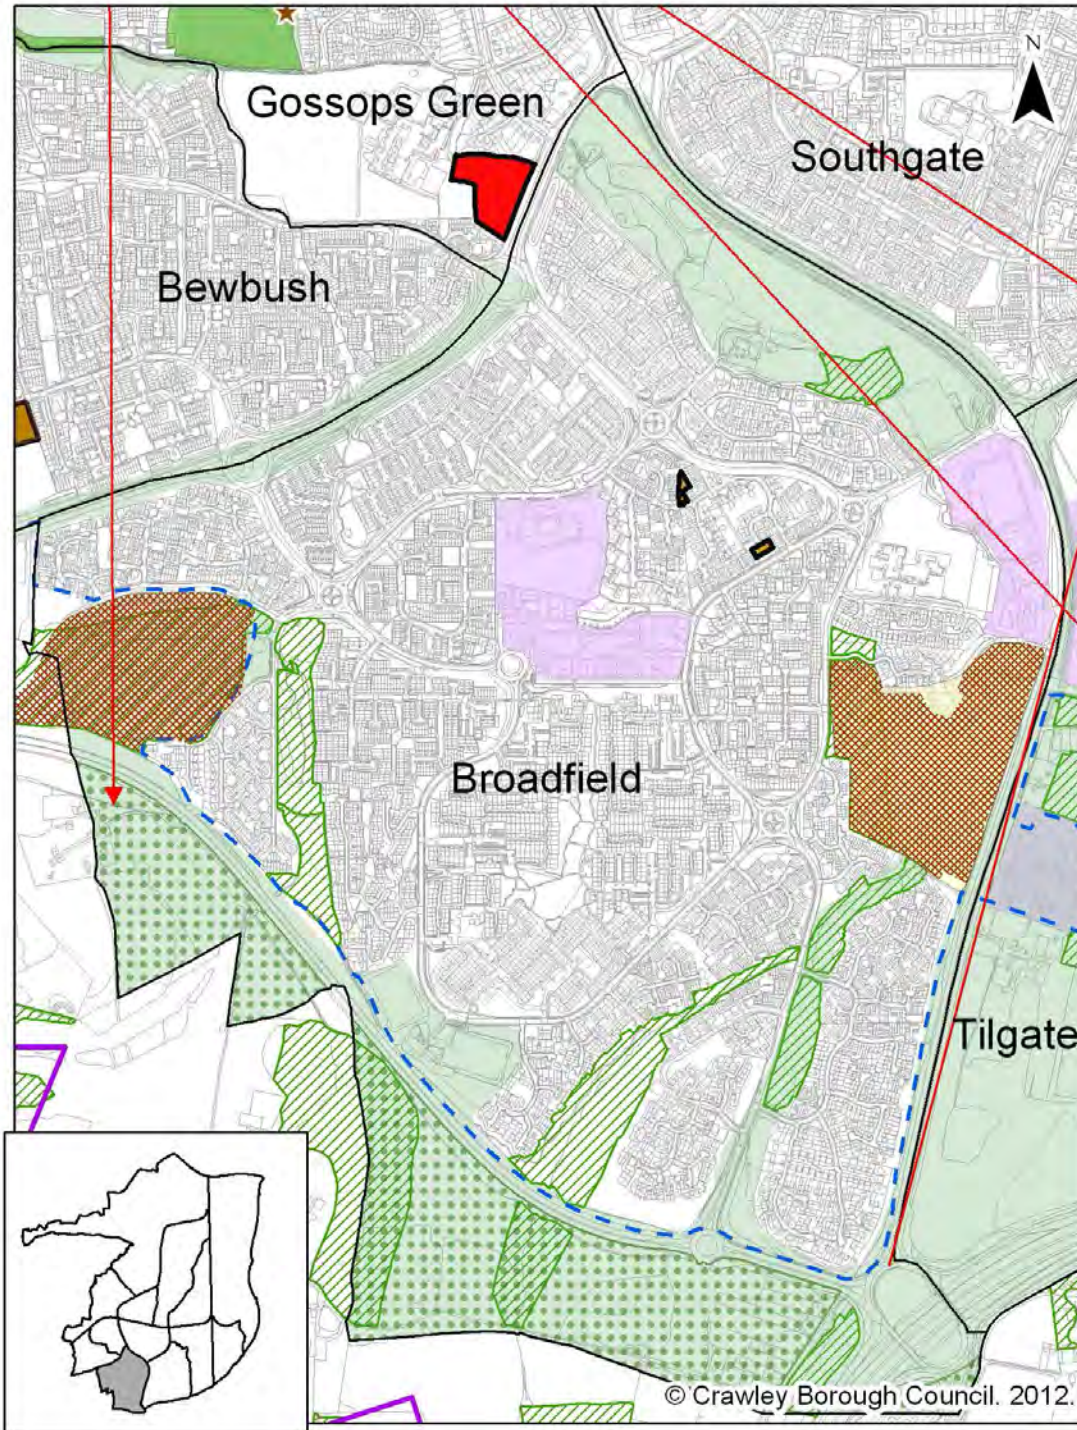 N
Gossops Green
Southgate
Bewbush
Broadfield
Tilgate
© Crawley Borough Council. 2012.